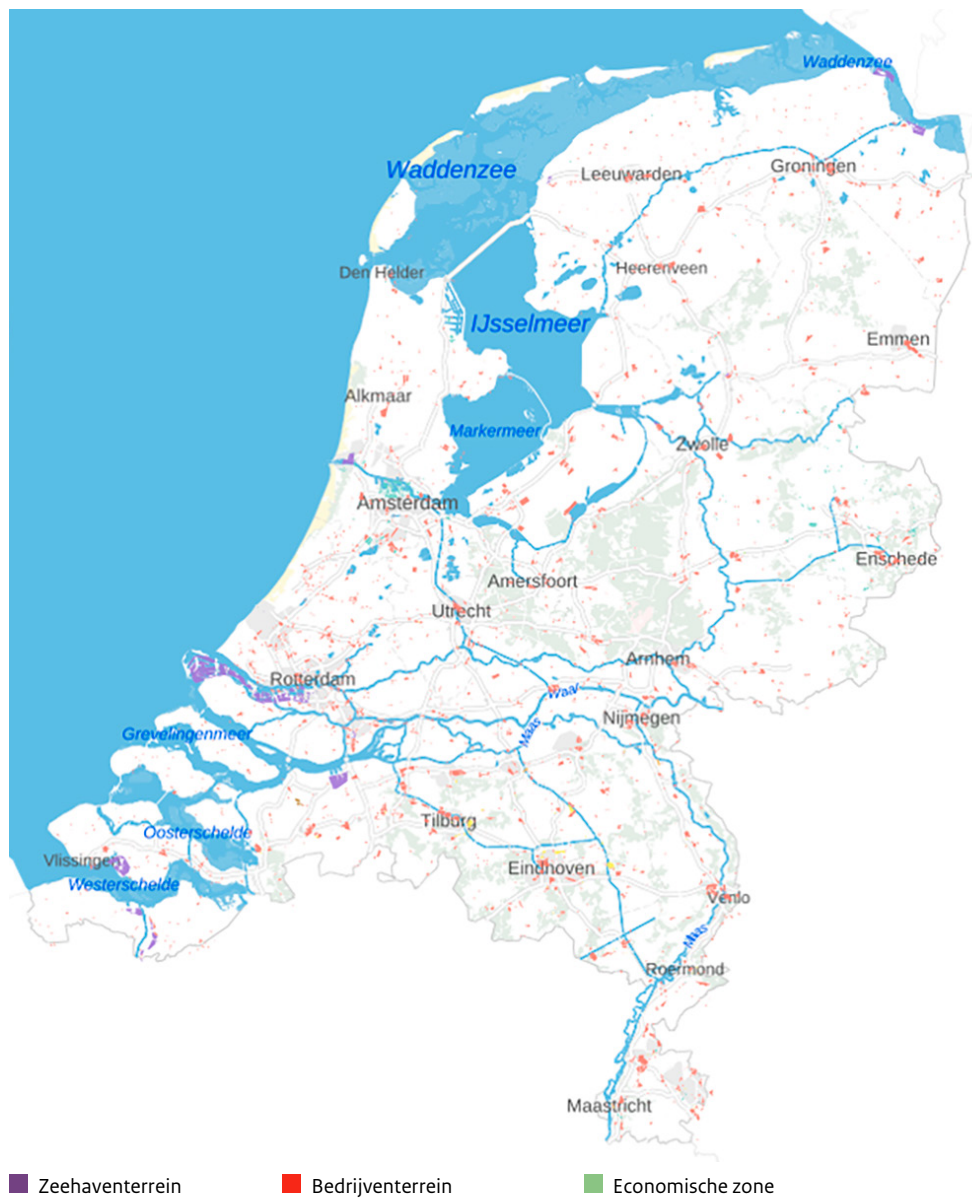 Waddenzee
Groningen
Waddenzee
Leeuwarden
Den Helder
Heerenveen
IJsselmeer
Emmen
Alkmaar
Markermeer
Zwolle
Amsterdam
Enschede
Amersfoort
Utrecht
Arnhem
Rotterdam
Waal
Nijmegen
Maas
Grevelingenmeer
Tilburg
Oosterschelde
Vlissingen
Eindhoven
Westerschelde
Venlo
Maas
Roermond
Maastricht
Zeehaventerrein
Bedrijventerrein
Economische zone